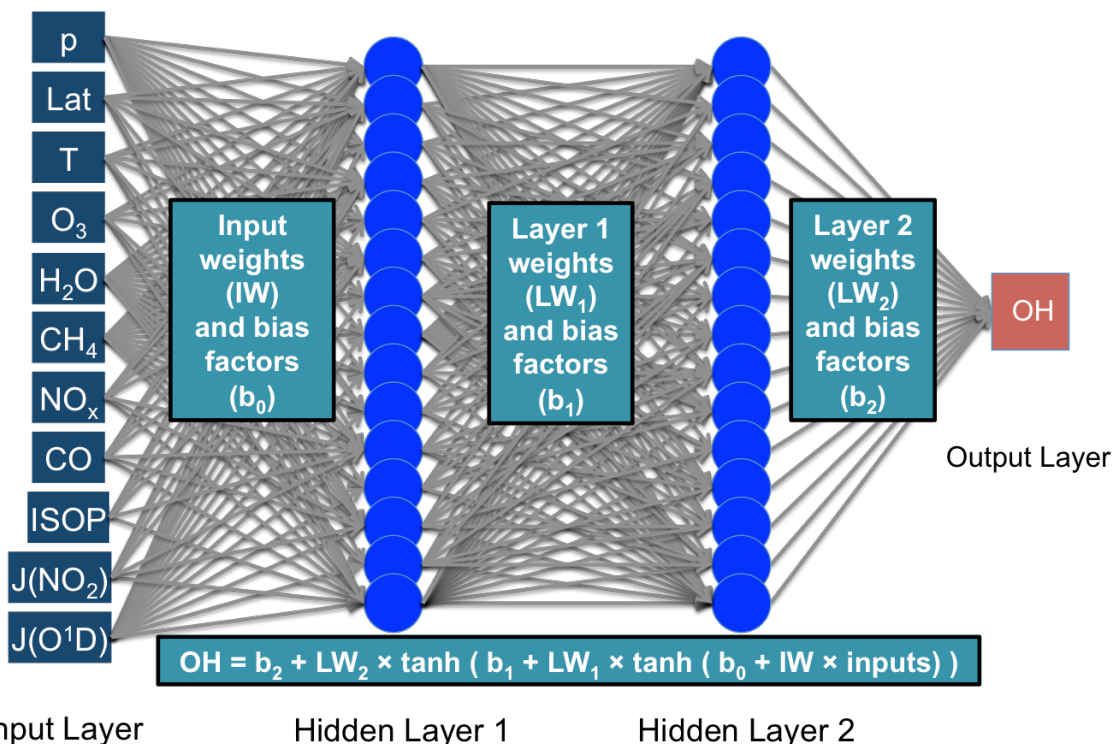 p
Lat
T
O₃
H₂O
CH₄
NOₓ
CO
ISOP
J(NO₂)
J(O¹D)
Input
weights
(IW)
and bias
factors
(b₀)
Layer 1
weights
(LW₁)
and bias
factors
(b₁)
Layer 2
weights
(LW₂)
and bias
factors
(b₂)
OH
Output Layer
OH = b₂ + LW₂ × tanh ( b₁ + LW₁ × tanh ( b₀ + IW × inputs) )
nput Layer
Hidden Layer 1
Hidden Layer 2